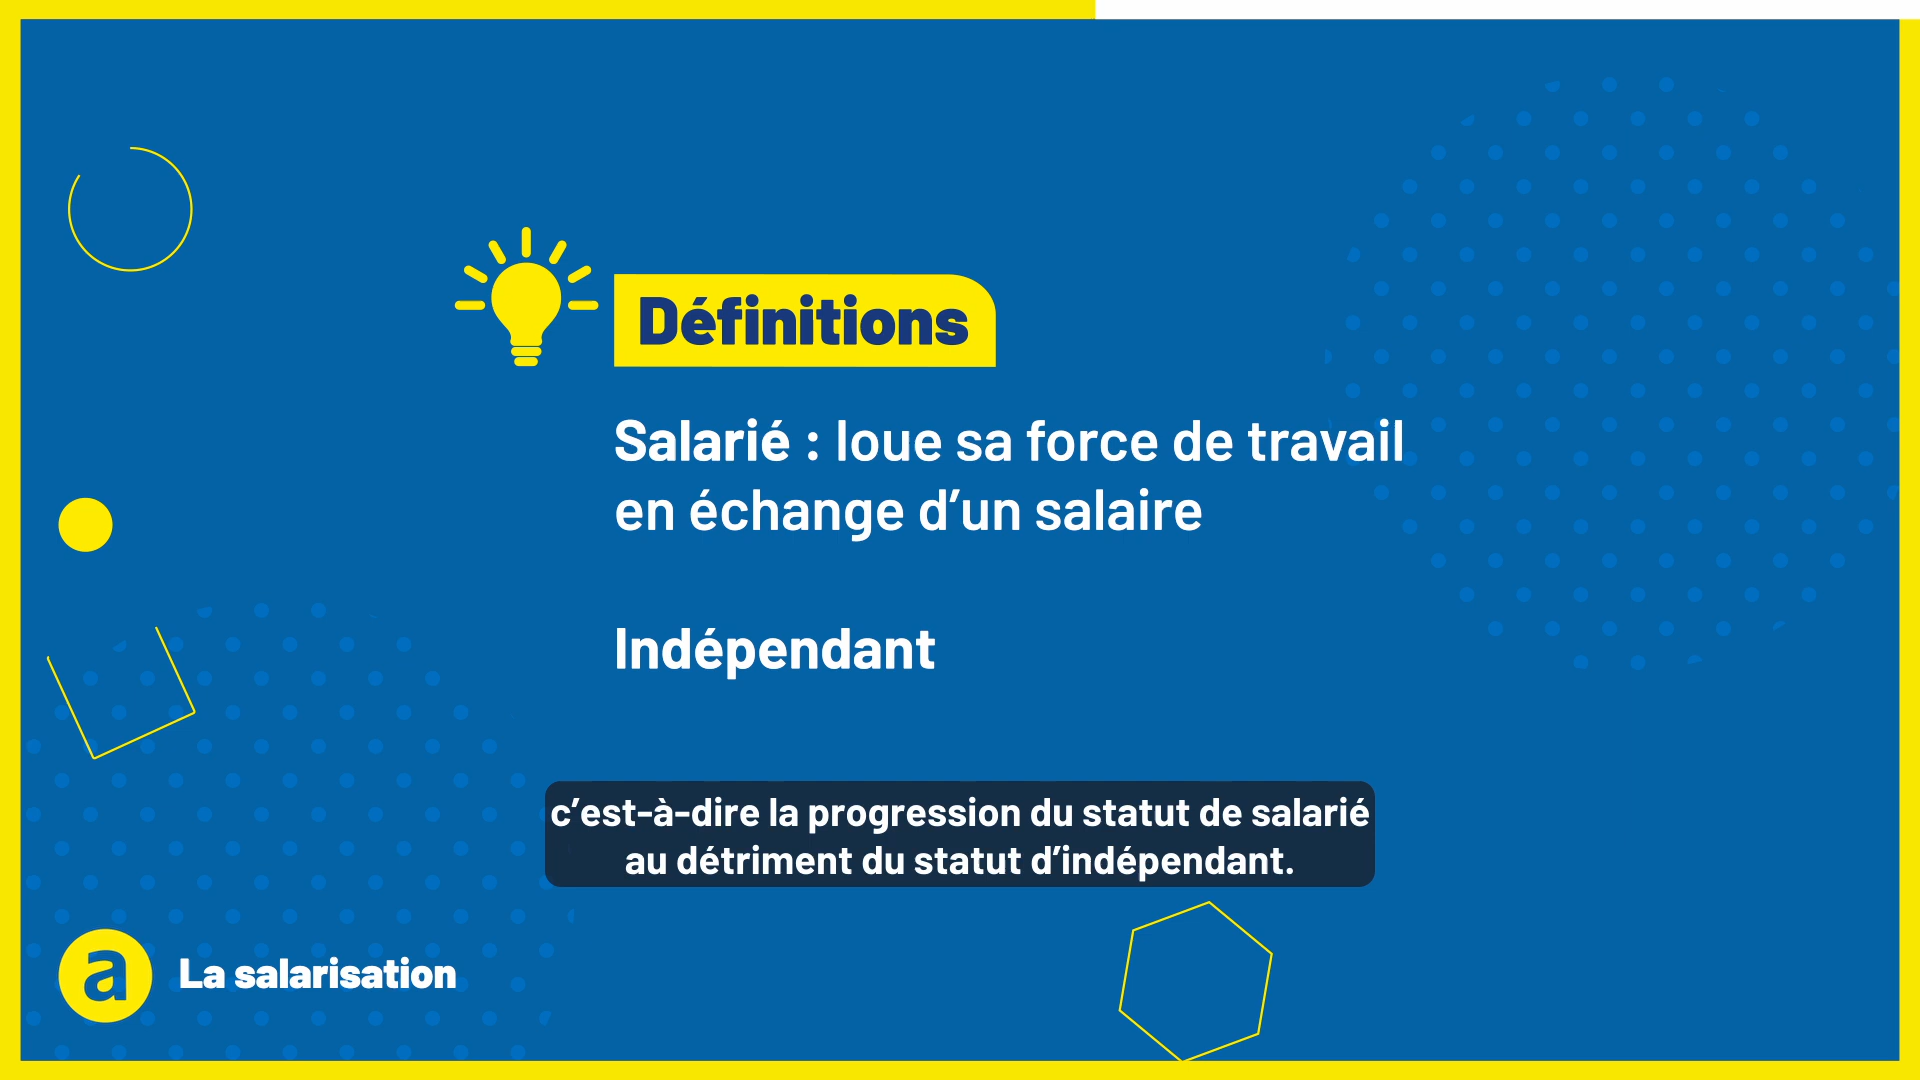 Définitions
Salarié : loue sa force de travail
en échange d’un salaire
Indépendant
c’est-à-dire la progression du statut de salarié
au détriment du statut d’indépendant.
a La salarisation